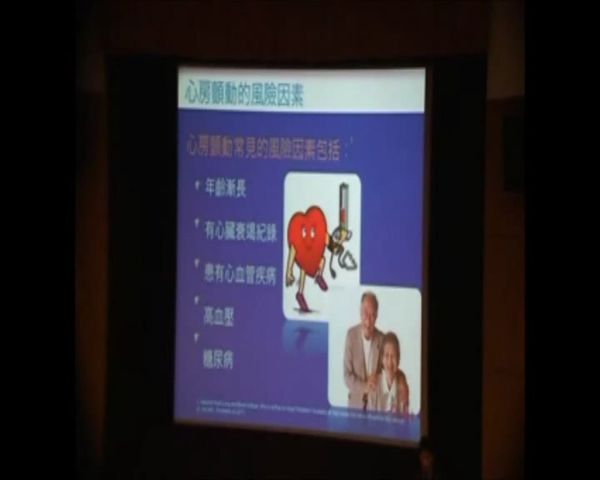 心房顫動的風險因素
心房顫動常見的風險因素包括：
年齡漸長
有心臟衰竭紀錄
患有心血管疾病
高血壓
糖尿病